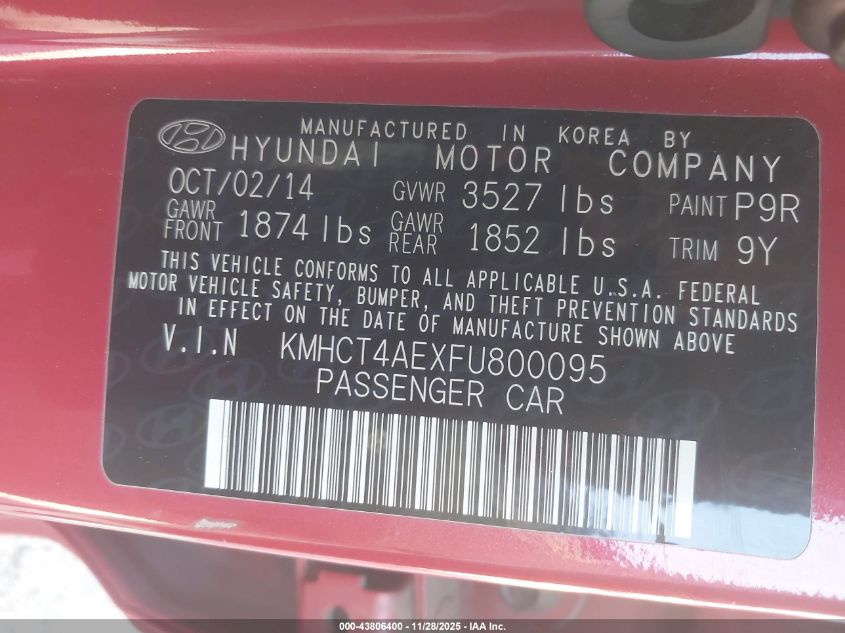 MANUFACTURED IN KOREA BY
HYUNDAI MOTOR COMPANY
OCT/02/14 GVWR 3527 lbs PAINT P9R
GAWR FRONT 1874 lbs GAWR REAR 1852 lbs TRIM 9Y
THIS VEHICLE CONFORMS TO ALL APPLICABLE U.S.A. FEDERAL
MOTOR VEHICLE SAFETY, BUMPER, AND THEFT PREVENTION STANDARDS
IN EFFECT ON THE DATE OF MANUFACTURE SHOWN ABOVE
V.I.N KMHCT4AEXFU800095
PASSENGER CAR
000-43806400 - 11/28/2025 - IAA Inc.